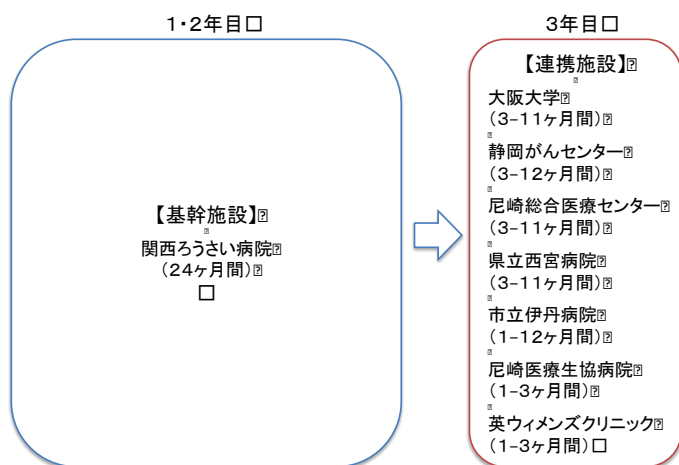 1・2年目
3年目
【基幹施設】
関西ろうさい病院
(24ヶ月間)
【連携施設】
大阪大学
(3-11ヶ月間)
静岡がんセンター
(3-12ヶ月間)
尼崎総合医療センター
(3-11ヶ月間)
県立西宮病院
(3-11ヶ月間)
市立伊丹病院
(1-12ヶ月間)
尼崎医療生協病院
(1-3ヶ月間)
英ウィメンズクリニック
(1-3ヶ月間)